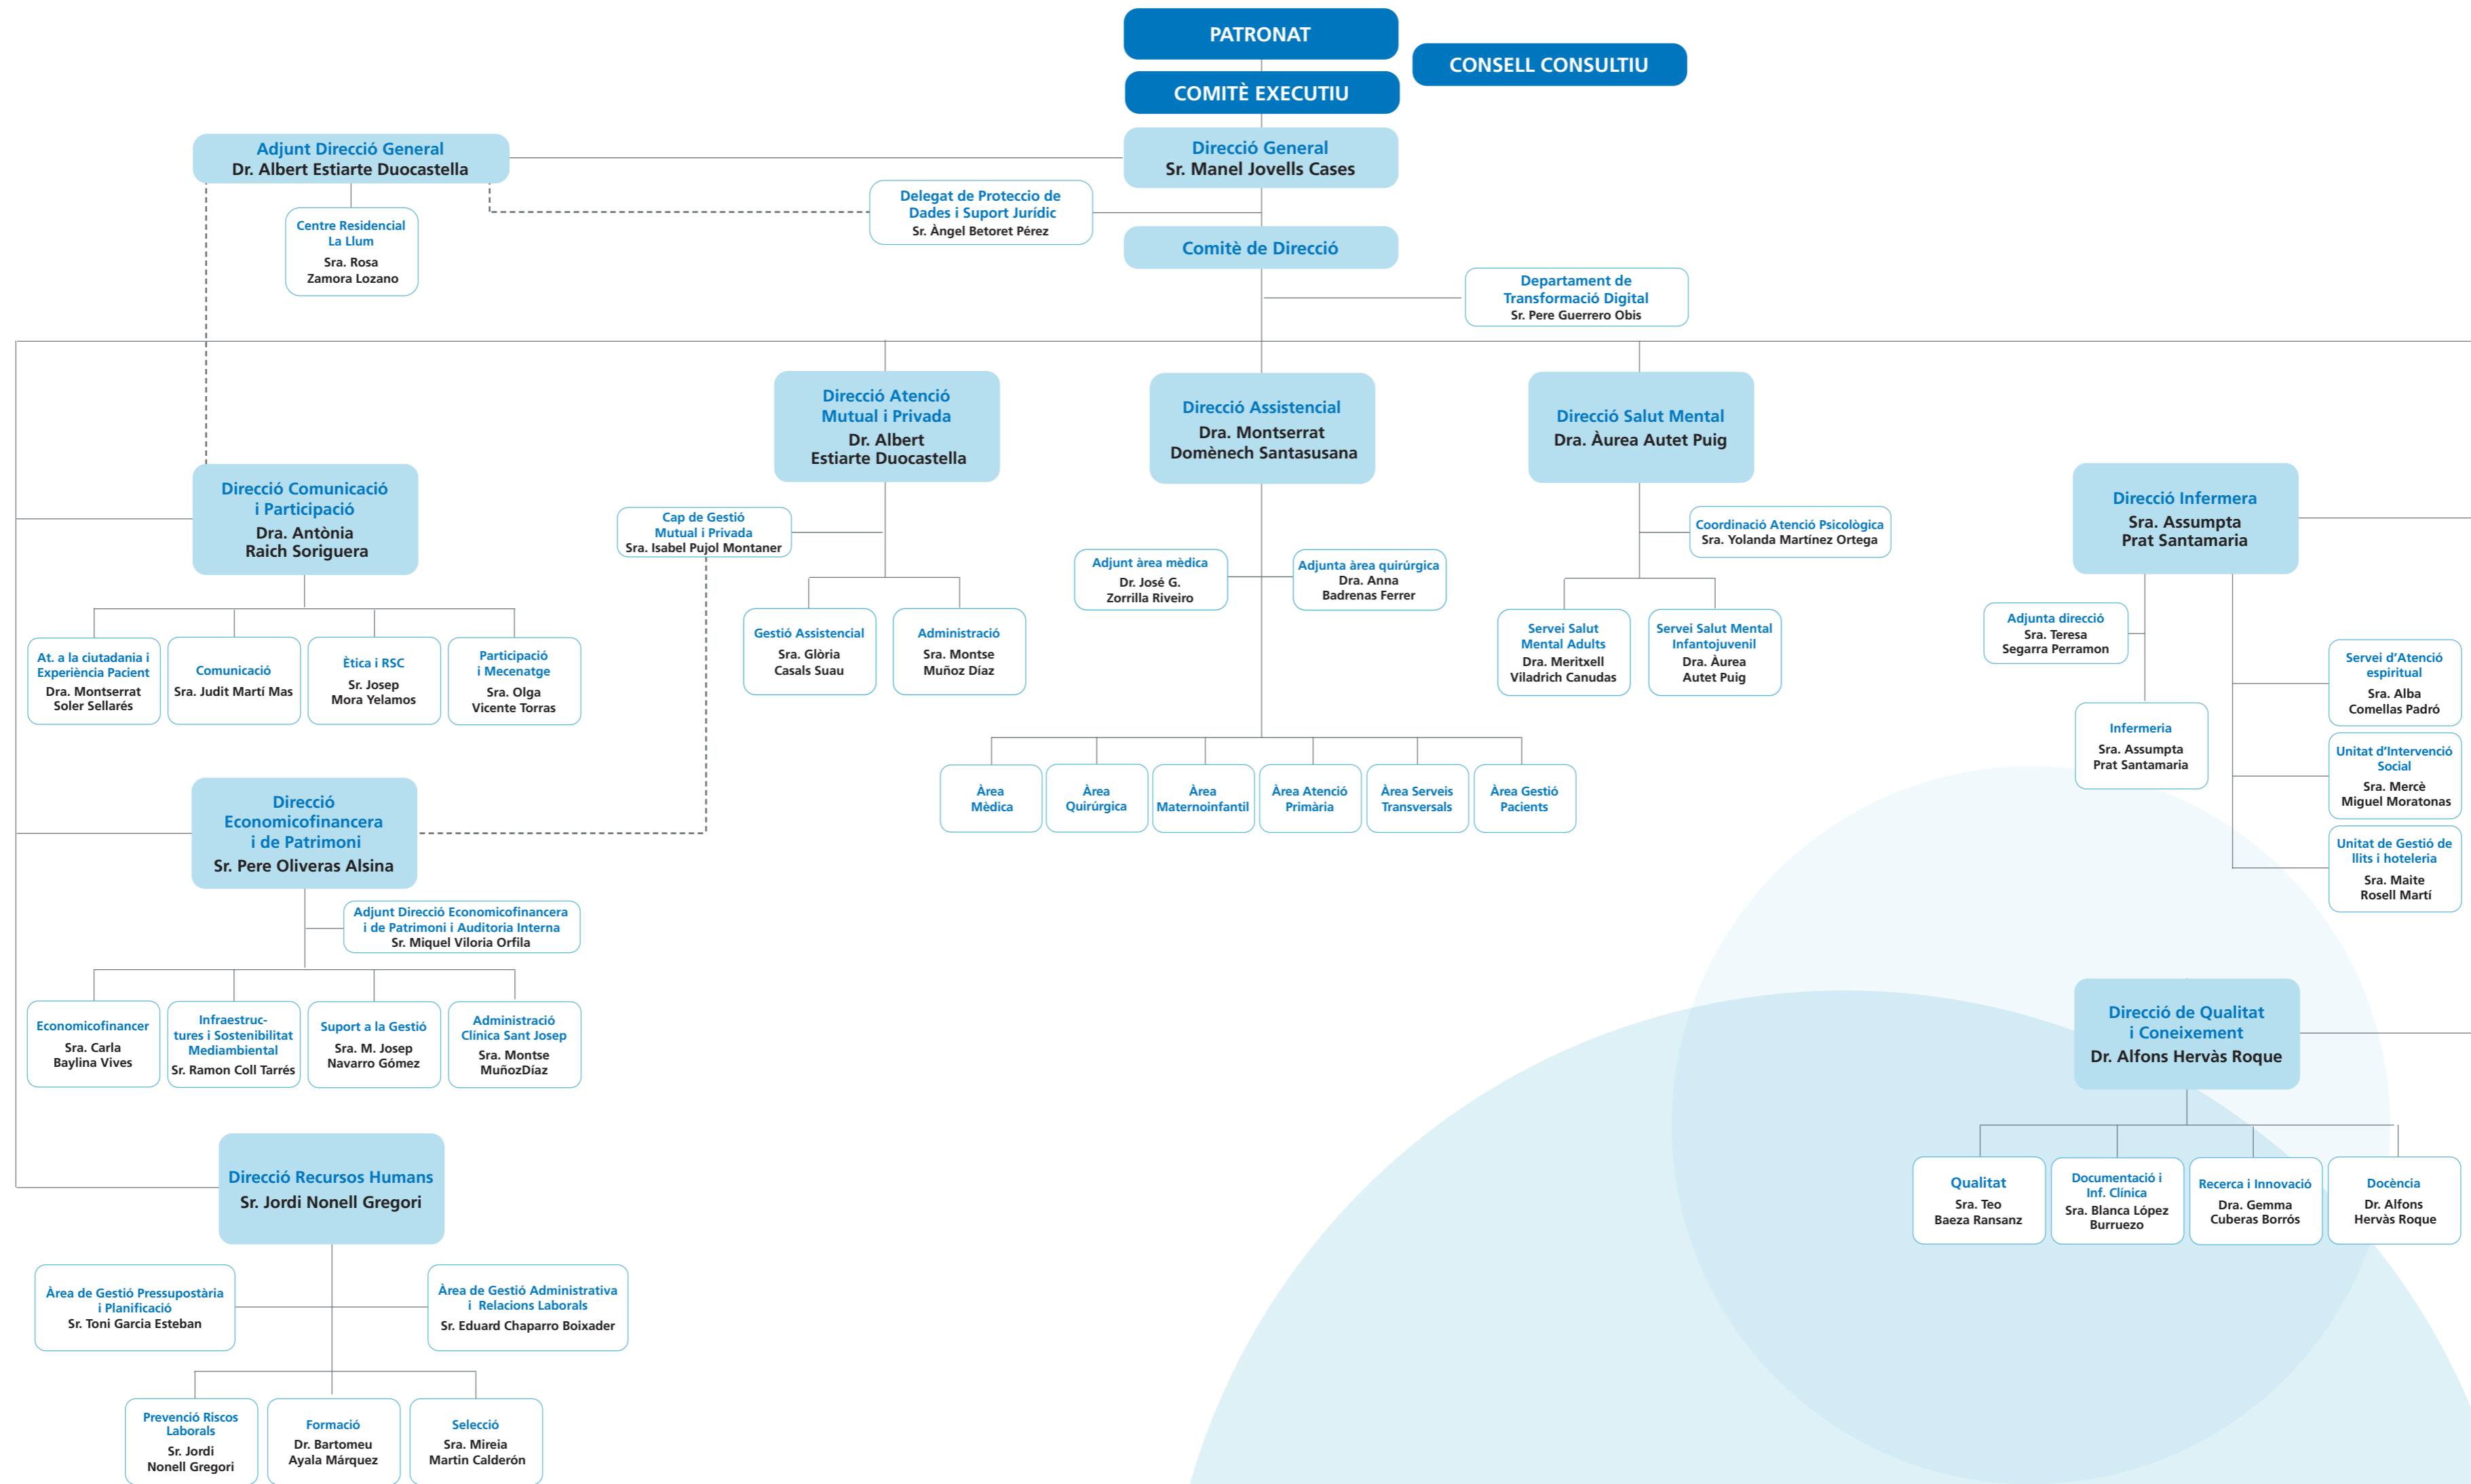 PATRONAT
CONSELL CONSULTIU
COMITÈ EXECUTIU
Adjunt Direcció General
Dr. Albert Estiarte Duocastella
Direcció General
Sr. Manel Jovells Cases
Delegat de Proteccio de
Dades i Suport Jurídic
Sr. Àngel Betoret Pérez
Centre Residencial
La Llum
Sra. Rosa
Zamora Lozano
Comitè de Direcció
Departament de
Transformació Digital
Sr. Pere Guerrero Obis
Direcció Atenció
Mutual i Privada
Dr. Albert
Estiarte Duocastella
Direcció Assistencial
Dra. Montserrat
Domènech Santasusana
Direcció Salut Mental
Dra. Àurea Autet Puig
Direcció Comunicació
i Participació
Dra. Antònia
Raich Soriguera
Direcció Infermera
Sra. Assumpta
Prat Santamaria
Cap de Gestió
Mutual i Privada
Sra. Isabel Pujol Montaner
Coordinació Atenció Psicològica
Sra. Yolanda Martínez Ortega
Adjunt àrea mèdica
Dr. José G.
Zorrilla Riveiro
Adjunta àrea quirúrgica
Dra. Anna
Badrenas Ferrer
At. a la ciutadania i
Experiència Pacient
Dra. Montserrat
Soler Sellarés
Comunicació
Sra. Judit Martí Mas
Ètica i RSC
Sr. Josep
Mora Yelamos
Participació
i Mecenatge
Sra. Olga
Vicente Torras
Gestió Assistencial
Sra. Glòria
Casals Suau
Administració
Sra. Montse
Muñoz Díaz
Servei Salut
Mental Adults
Dra. Meritxell
Viladrich Canudas
Servei Salut Mental
Infantojuvenil
Dra. Àurea
Autet Puig
Adjunta direcció
Sra. Teresa
Segarra Perramon
Servei d’Atenció
espiritual
Sra. Alba
Comellas Padró
Infermeria
Sra. Assumpta
Prat Santamaria
Unitat d’Intervenció
Social
Sra. Mercè
Miguel Moratonas
Unitat de Gestió de
llits i hoteleria
Sra. Maite
Rosell Martí
Àrea
Mèdica
Àrea
Quirúrgica
Àrea
Maternoinfantil
Àrea Atenció
Primària
Àrea Serveis
Transversals
Àrea Gestió
Pacients
Direcció
Economicofinancera
i de Patrimoni
Sr. Pere Oliveras Alsina
Adjunt Direcció Economicofinancera
i de Patrimoni i Auditoria Interna
Sr. Miquel Viloria Orfila
Economicofinancer
Sra. Carla
Baylina Vives
Infraestruc-
tures i Sostenibilitat
Mediambiental
Sr. Ramon Coll Tarrés
Suport a la Gestió
Sra. M. Josep
Navarro Gómez
Administració
Clínica Sant Josep
Sra. Montse
MuñozDíaz
Direcció de Qualitat
i Coneixement
Dr. Alfons Hervàs Roque
Qualitat
Sra. Teo
Baeza Ransanz
Documentació i
Inf. Clínica
Sra. Blanca López
Burruezo
Recerca i Innovació
Dra. Gemma
Cuberas Borrós
Docència
Dr. Alfons
Hervàs Roque
Direcció Recursos Humans
Sr. Jordi Nonell Gregori
Àrea de Gestió Pressupostària
i Planificació
Sr. Toni Garcia Esteban
Àrea de Gestió Administrativa
i Relacions Laborals
Sr. Eduard Chaparro Boixader
Prevenció Riscos
Laborals
Sr. Jordi
Nonell Gregori
Formació
Dr. Bartomeu
Ayala Márquez
Selecció
Sra. Mireia
Martin Calderón